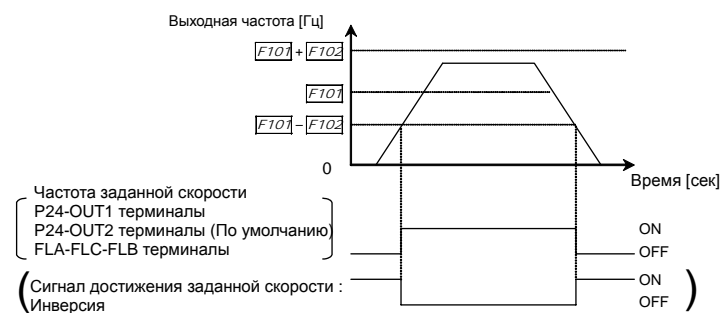 Выходная частота [Гц]
F101 + F102
F101
F101 – F102
0
Время [сек]
Частота заданной скорости
P24-OUT1 терминалы
P24-OUT2 терминалы (По умолчанию)
FLA-FLC-FLB терминалы
ON
OFF
(Сигнал достижения заданной скорости :
Инверсия
ON
OFF )